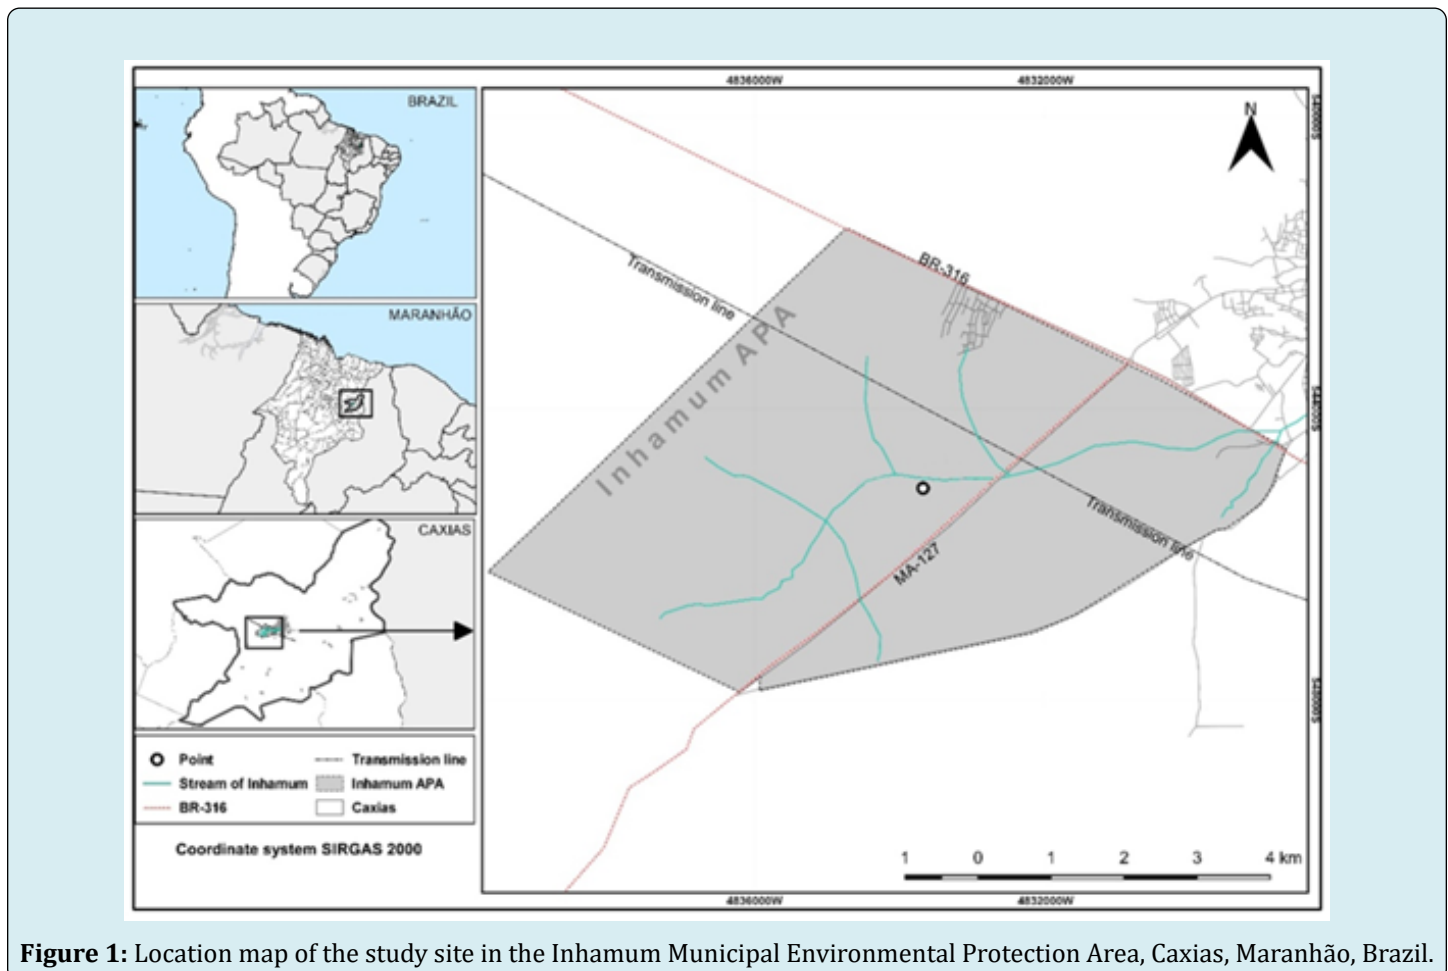 BRAZIL
MARANHÃO
CAXIAS
Point
Transmission line
Stream of Inhamum
Inhamum APA
BR-316
Caxias
Coordinate system SIRGAS 2000
4836000W
4832000W
N
BR-316
Transmission line
Inhamum APA
Transmission line
MA-127
1 0 1 2 3 4 km
4836000W
4832000W
Figure 1: Location map of the study site in the Inhamum Municipal Environmental Protection Area, Caxias, Maranhão, Brazil.